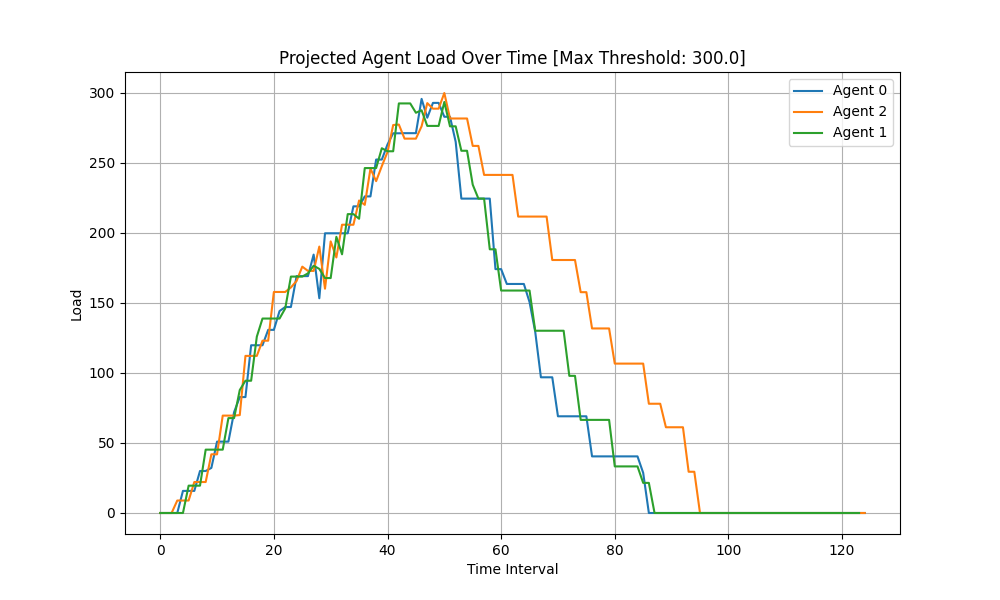 Projected Agent Load Over Time [Max Threshold: 300.0]
Agent 0
Agent 2
Agent 1
Load
300
250
200
150
100
50
0
0 20 40 60 80 100 120
Time Interval